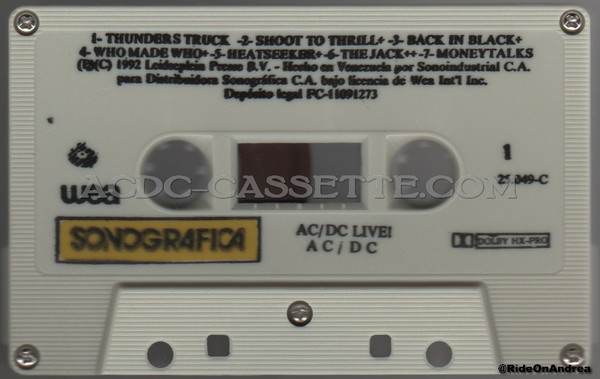 1- THUNDERS TRUCK -2- SHOOT TO THRILL+ -3- BACK IN BLACK+
4- WHO MADE WHO+ -5- HEATSEEKER+ -6- THE JACK++ -7- MONEYTALKS
(P)(C) 1992 Leidseplein Presse B.V. - Hecho en Venezuela por Sonoindustrial C.A.
para Distribuidora Sonográfica C.A. bajo licencia de Wea Int'l Inc.
Depósito legal FC-11091273
1
25.049-C
ACDC-CASSETTE.COM
wea
SONOGRAFICA
AC/DC LIVE!
AC/DC
DOLBY HX-PRO
@RideOnAndrea